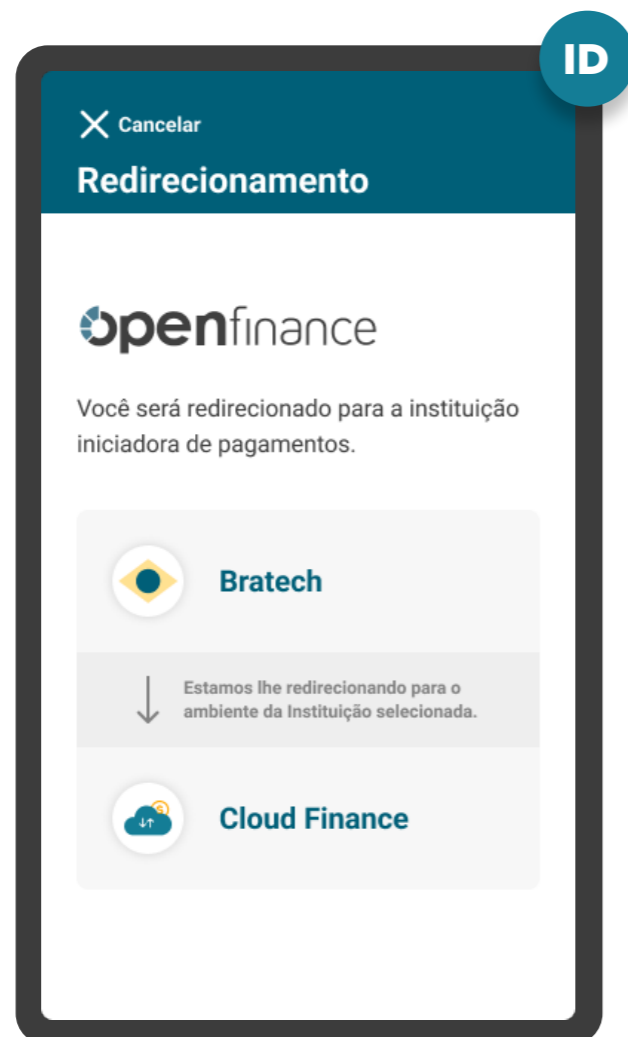 ID
Cancelar
Redirecionamento
openfinance
Você será redirecionado para a instituição
iniciadora de pagamentos.
Bratech
Estamos lhe redirecionando para o
ambiente da Instituição selecionada.
Cloud Finance